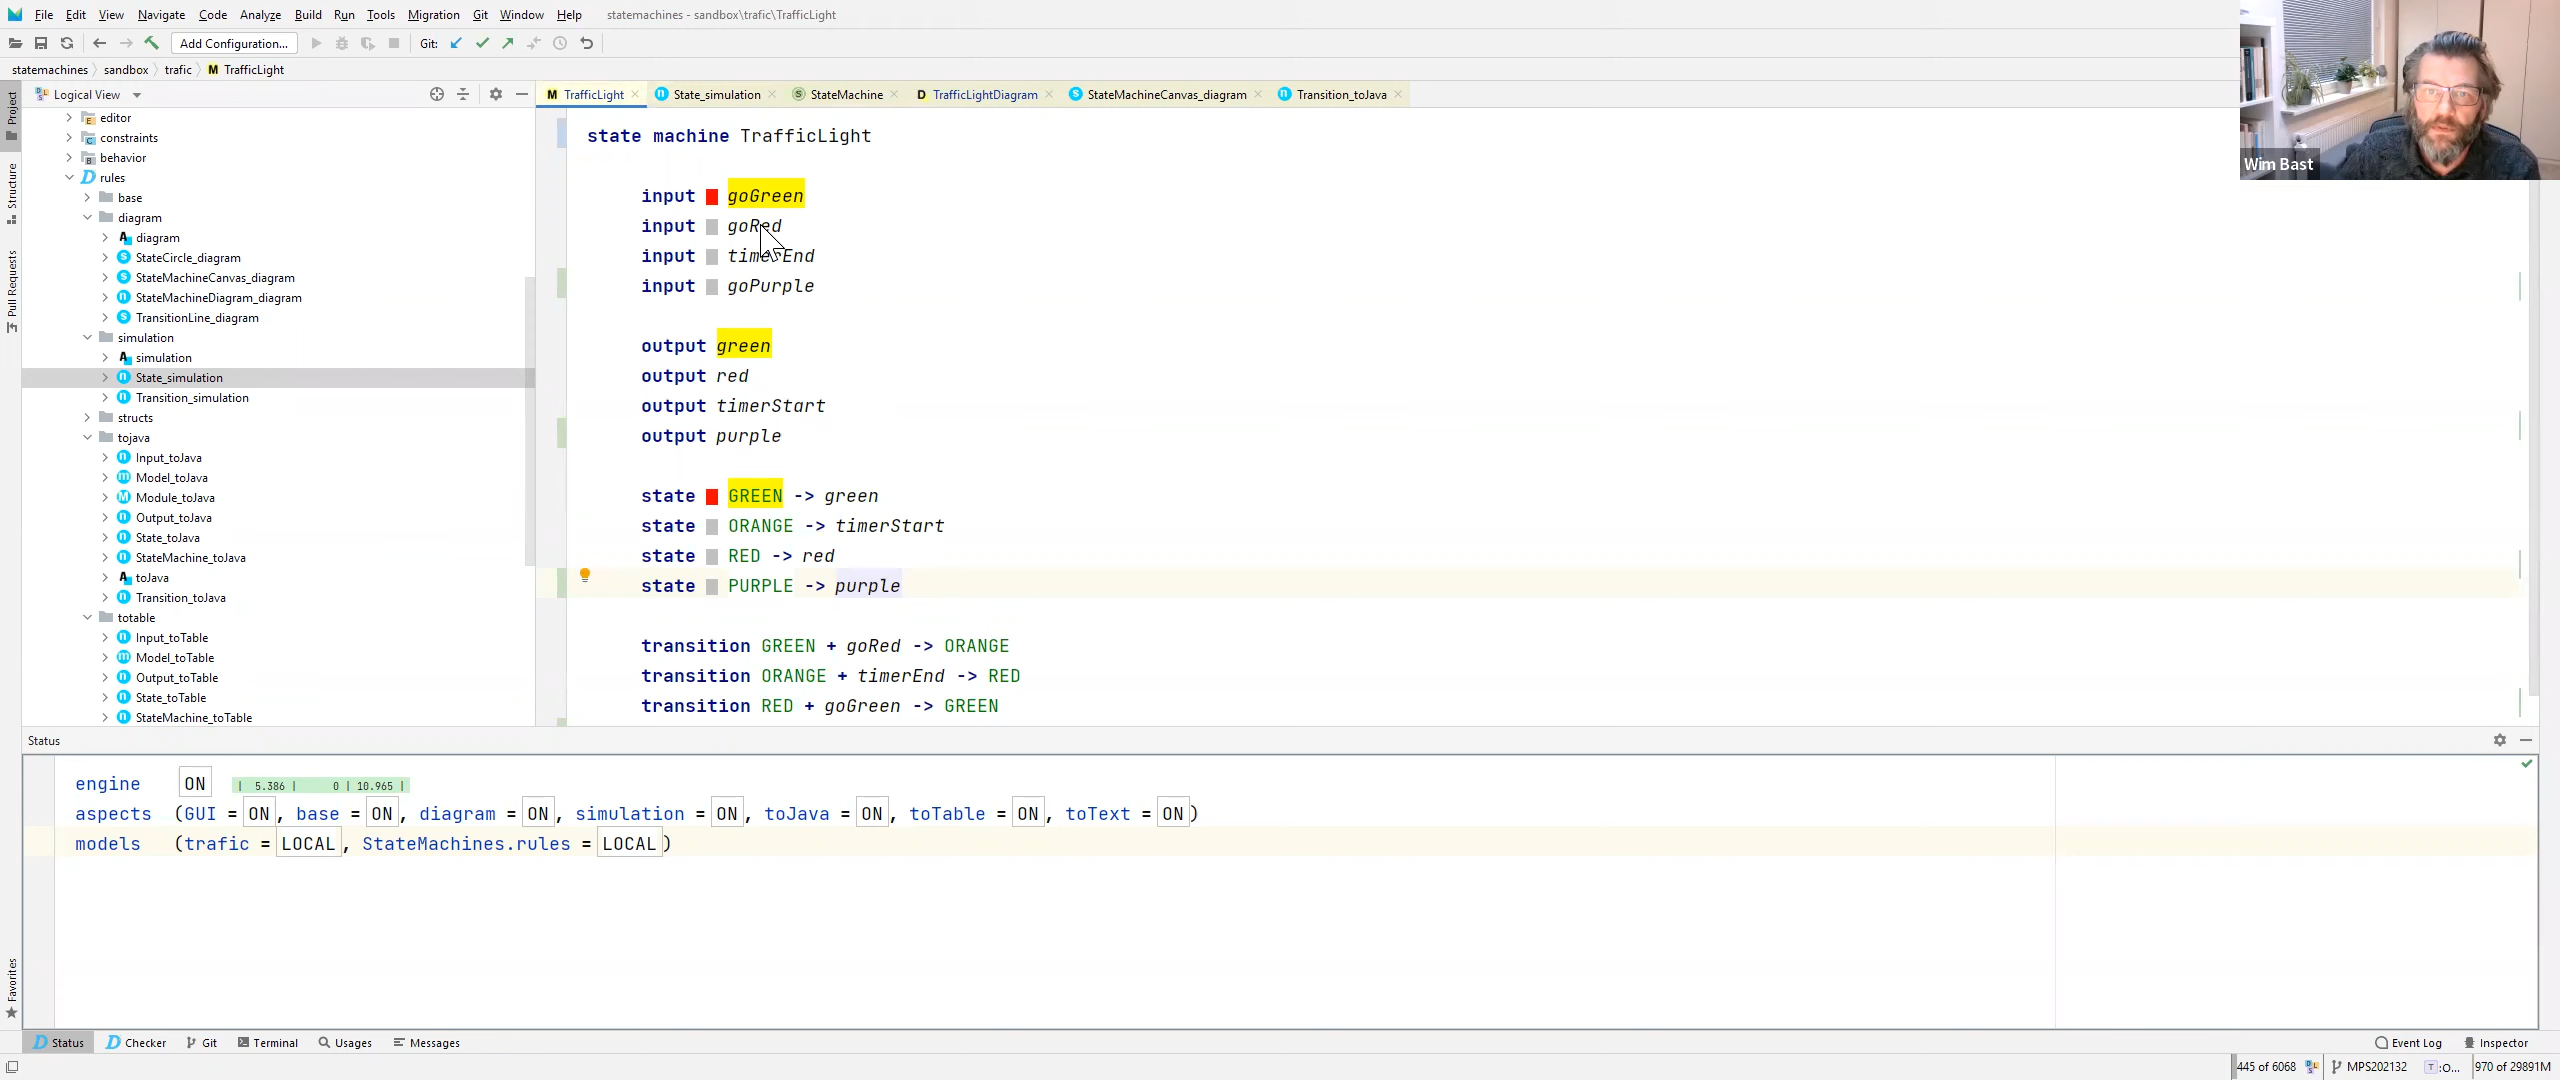 File Edit View Navigate Code Analyze Build Run Tools Migration Git Window Help statemachines - sandbox\trafic\TrafficLight
Add Configuration... Git:
statemachines sandbox trafic M TrafficLight
Logical View
TrafficLight State_simulation StateMachine TrafficLightDiagram StateMachineCanvas_diagram Transition_toJava
Project
Structure
Pull Requests
Favorites
editor
constraints
behavior
rules
base
diagram
diagram
StateCircle_diagram
StateMachineCanvas_diagram
StateMachineDiagram_diagram
TransitionLine_diagram
simulation
simulation
State_simulation
Transition_simulation
structs
tojava
Input_toJava
Model_toJava
Module_toJava
Output_toJava
State_toJava
StateMachine_toJava
toJava
Transition_toJava
totable
Input_toTable
Model_toTable
Output_toTable
State_toTable
StateMachine_toTable
state machine TrafficLight
input goGreen
input goRed
input timerEnd
input goPurple
output green
output red
output timerStart
output purple
state GREEN -> green
state ORANGE -> timerStart
state RED -> red
state PURPLE -> purple
transition GREEN + goRed -> ORANGE
transition ORANGE + timerEnd -> RED
transition RED + goGreen -> GREEN
Wim Bast
Status
engine ON | 5.386 | 0 | 10.965 |
aspects (GUI = ON, base = ON, diagram = ON, simulation = ON, toJava = ON, toTable = ON, toText = ON)
models (trafic = LOCAL, StateMachines.rules = LOCAL)
Status Checker Git Terminal Usages Messages Event Log Inspector
445 of 6068 MPS202132 T :O... 970 of 29891M